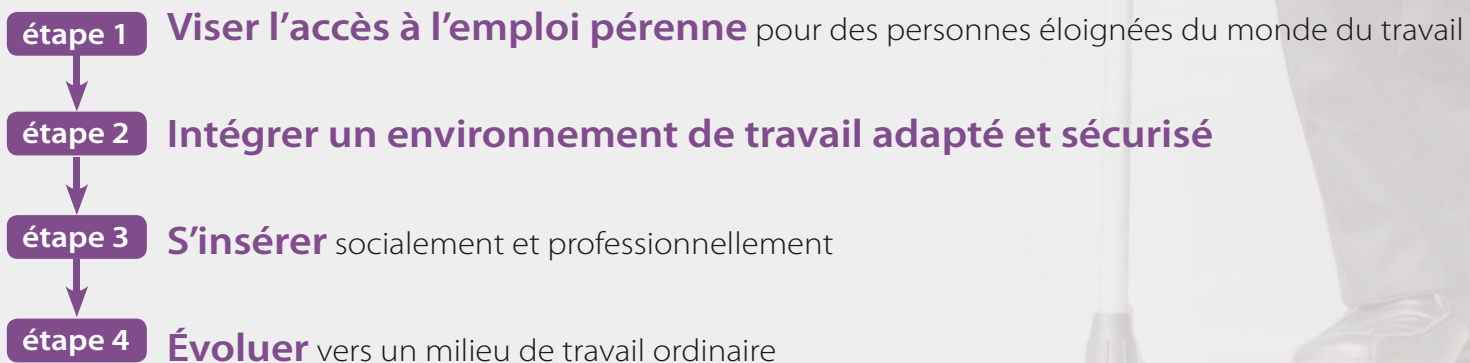 étape 1 Viser l’accès à l’emploi pérenne pour des personnes éloignées du monde du travail
étape 2 Intégrer un environnement de travail adapté et sécurisé
étape 3 S’insérer socialement et professionnellement
étape 4 Évoluer vers un milieu de travail ordinaire